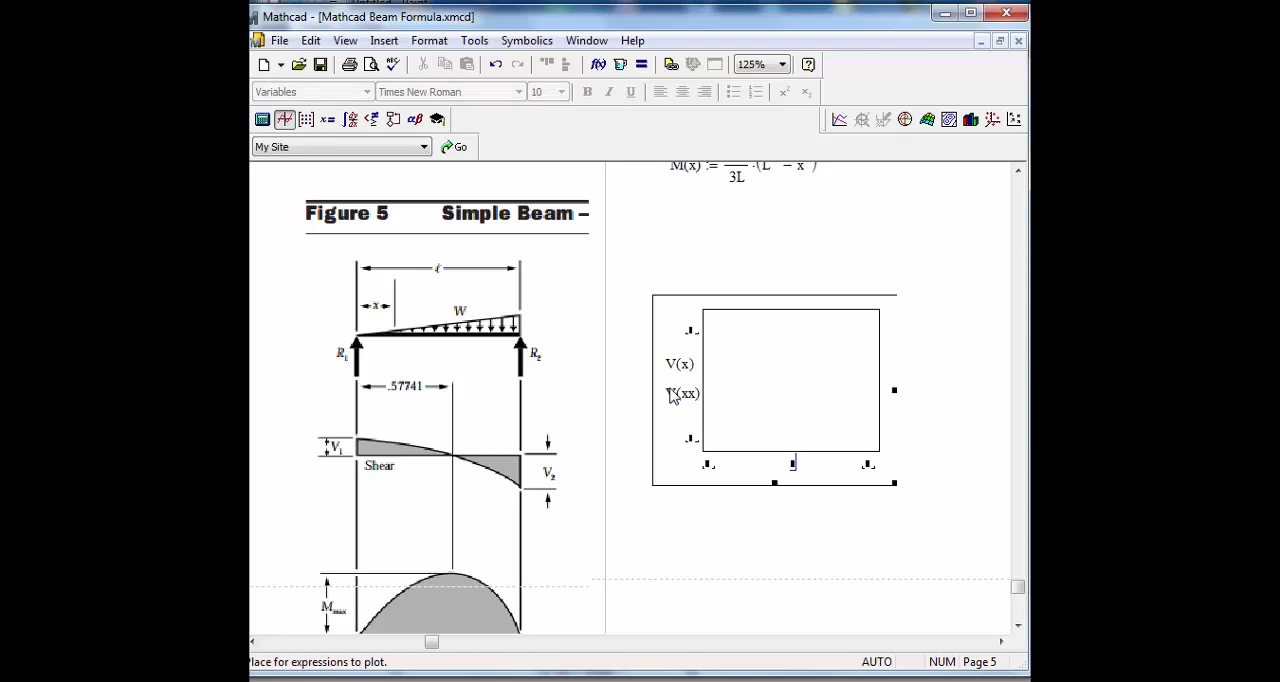 Mathcad - [Mathcad Beam Formula.xmcd]
File Edit View Insert Format Tools Symbolics Window Help
125%
Variables Times New Roman 10 B I U
My Site Go
M(x) := 3L ·(L − x )
Figure 5 Simple Beam –
ℓ
x
W
R₁ R₂
.57741
V₁
Shear
V₂
Mmax
V(x)
(xx)
lace for expressions to plot.
AUTO NUM Page 5